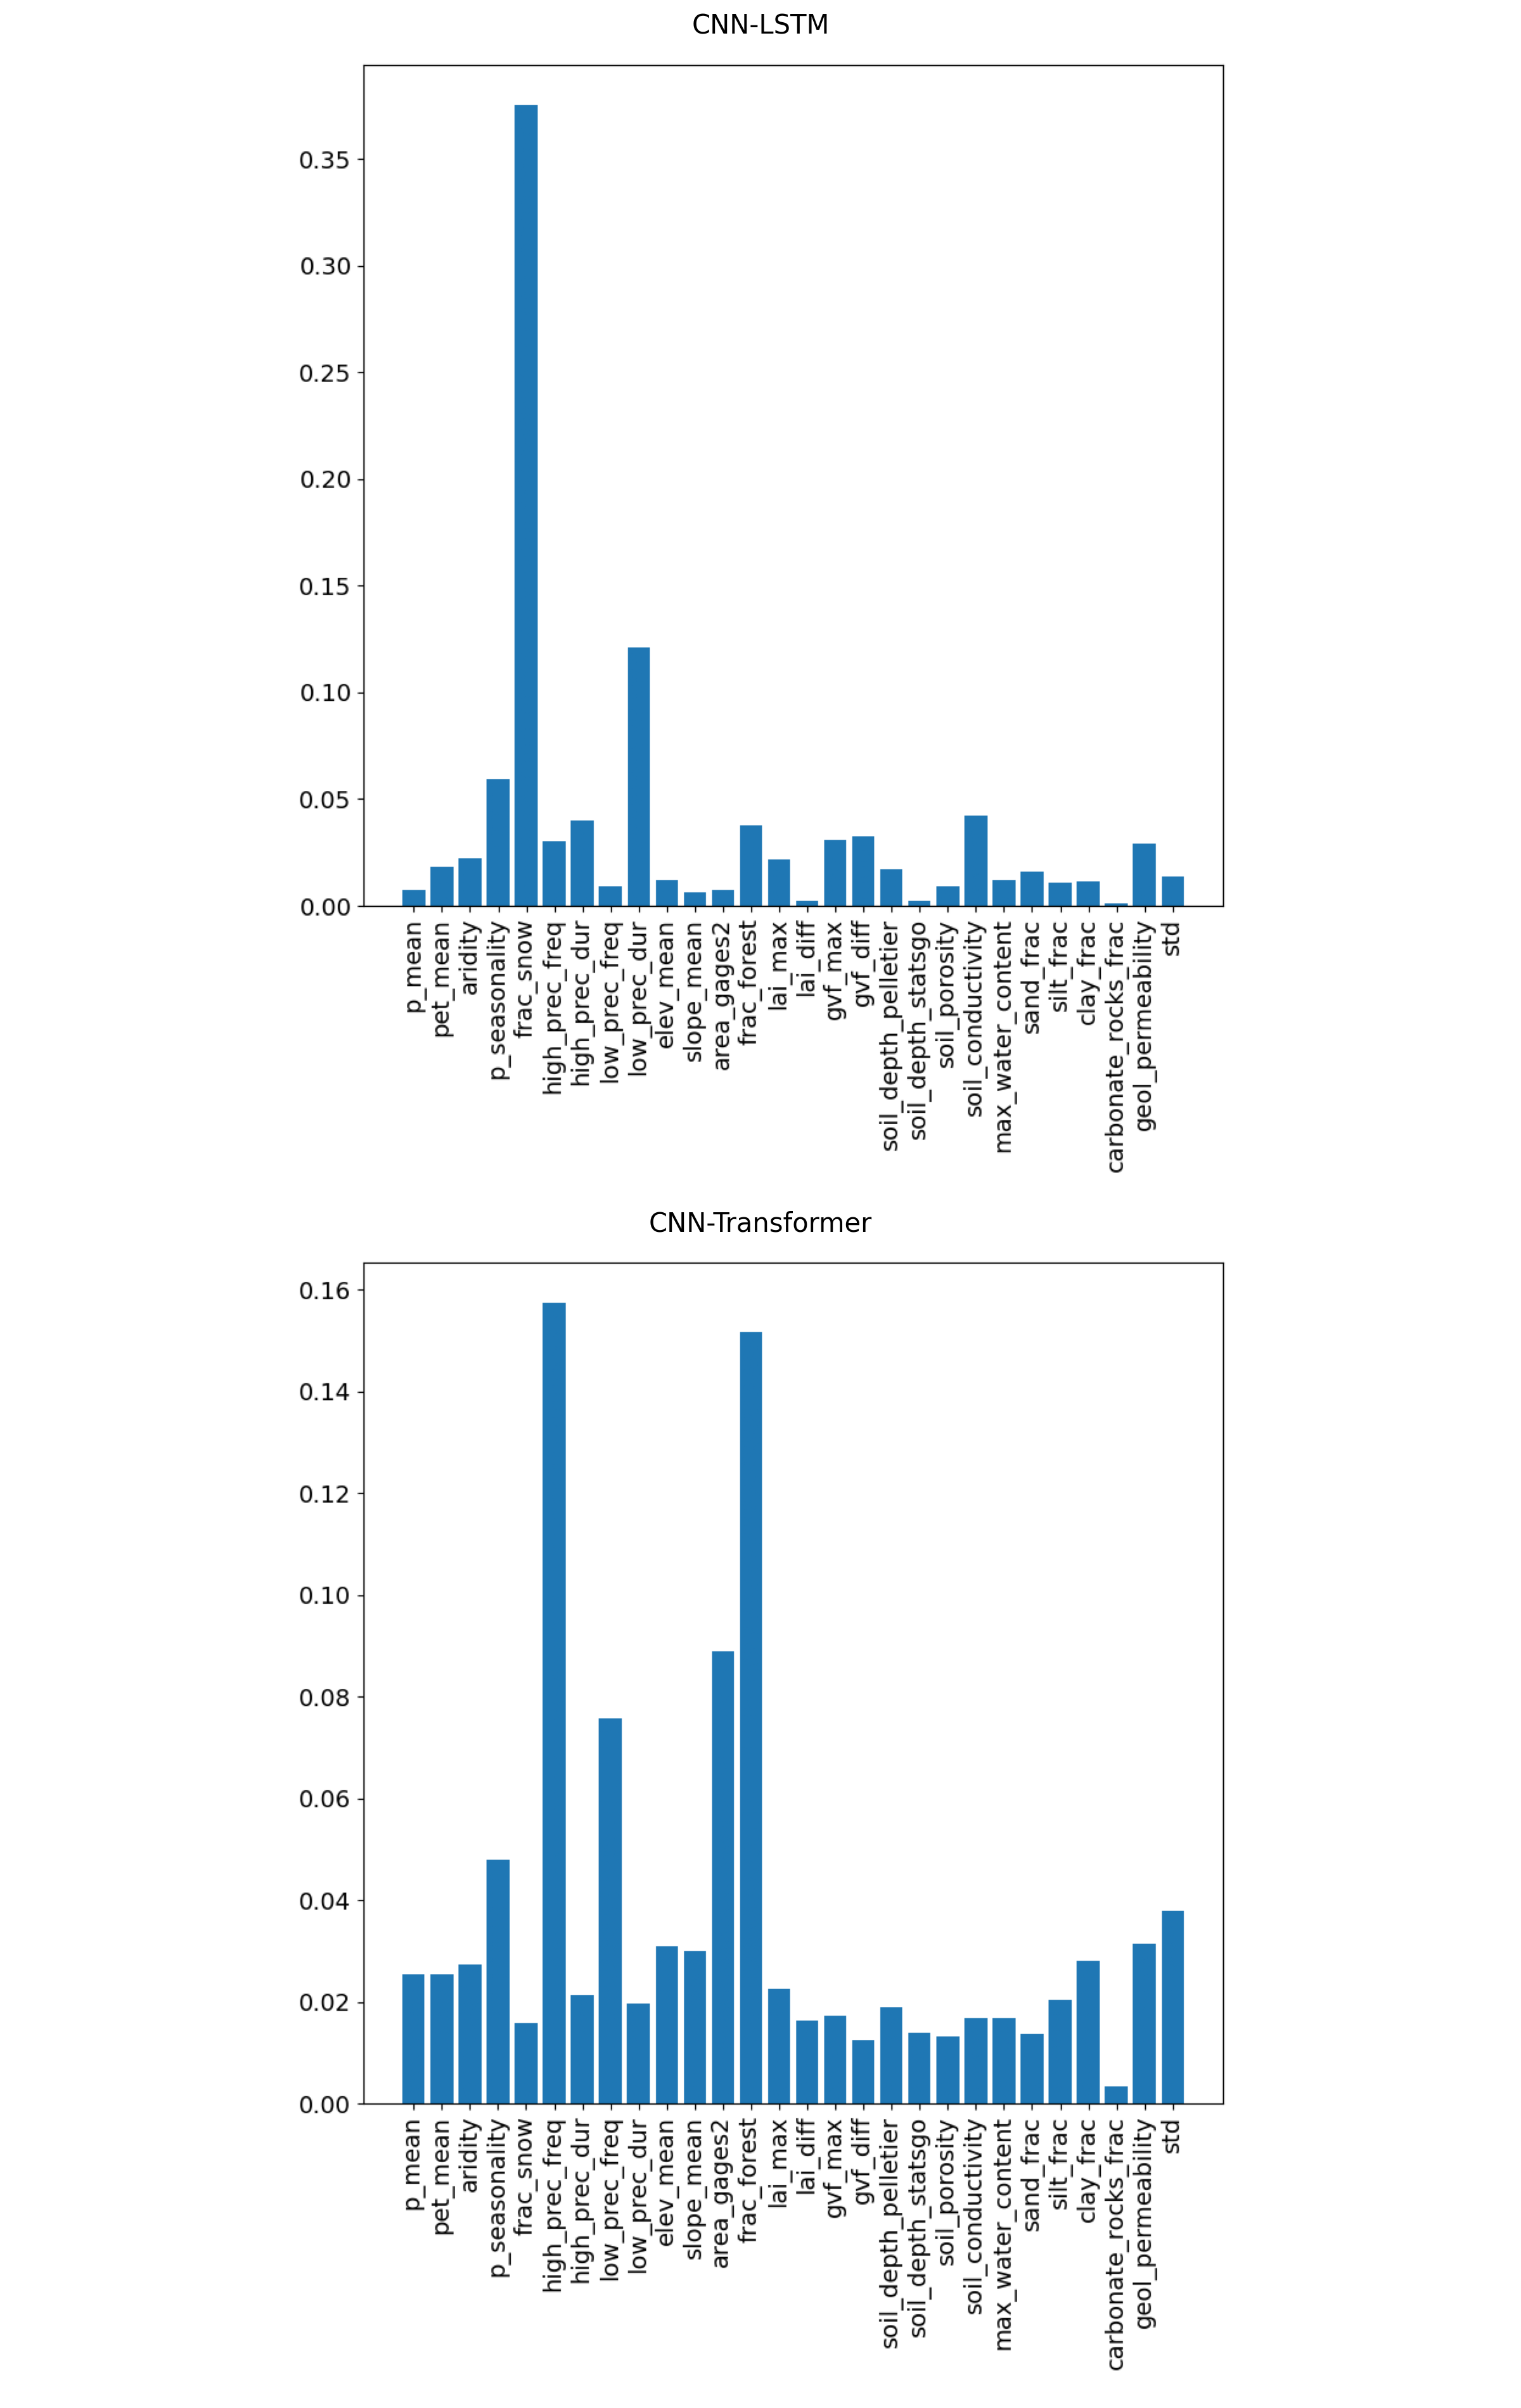 CNN-LSTM
0.35
0.30
0.25
0.20
0.15
0.10
0.05
0.00
p_mean
pet_mean
aridity
p_seasonality
frac_snow
high_prec_freq
high_prec_dur
low_prec_freq
low_prec_dur
elev_mean
slope_mean
area_gages2
frac_forest
lai_max
lai_diff
gvf_max
gvf_diff
soil_depth_pelletier
soil_depth_statsgo
soil_porosity
soil_conductivity
max_water_content
sand_frac
silt_frac
clay_frac
carbonate_rocks_frac
geol_permeability
std
CNN-Transformer
0.16
0.14
0.12
0.10
0.08
0.06
0.04
0.02
0.00
p_mean
pet_mean
aridity
p_seasonality
frac_snow
high_prec_freq
high_prec_dur
low_prec_freq
low_prec_dur
elev_mean
slope_mean
area_gages2
frac_forest
lai_max
lai_diff
gvf_max
gvf_diff
soil_depth_pelletier
soil_depth_statsgo
soil_porosity
soil_conductivity
max_water_content
sand_frac
silt_frac
clay_frac
carbonate_rocks_frac
geol_permeability
std